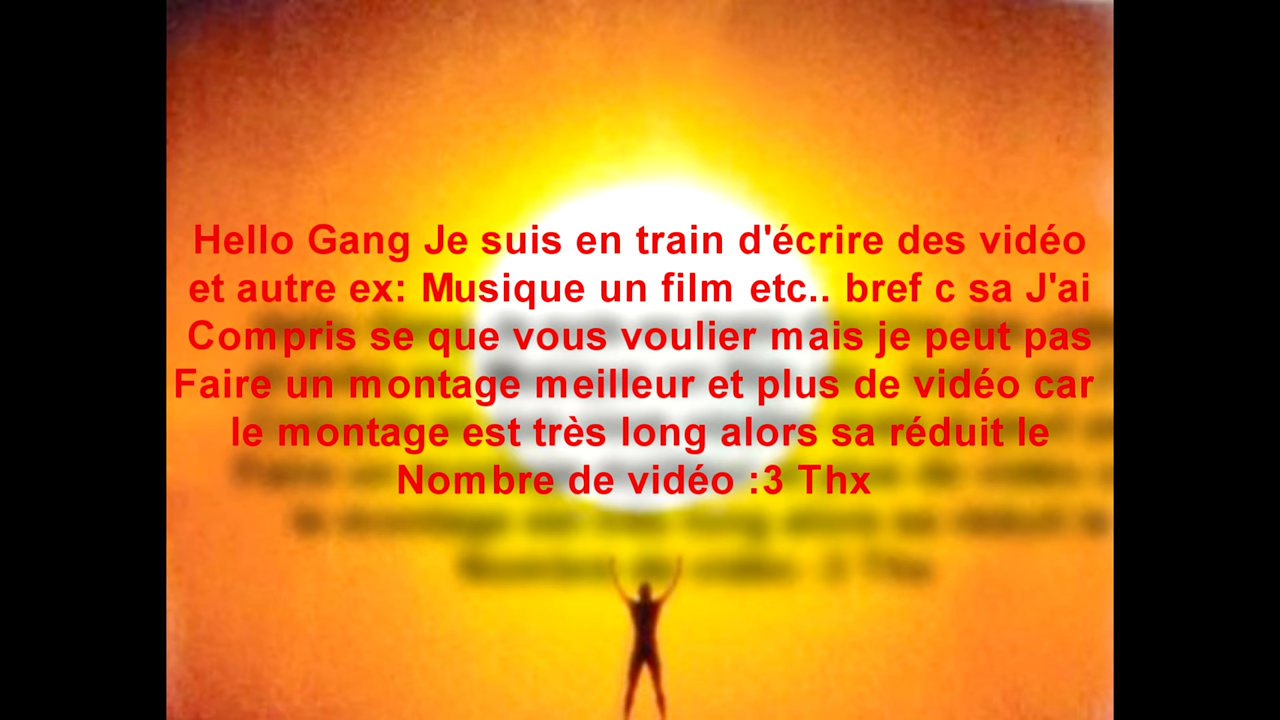 Hello Gang Je suis en train d'écrire des vidéo
et autre ex: Musique un film etc.. bref c sa J'ai
Compris se que vous voulier mais je peut pas
Faire un montage meilleur et plus de vidéo car
le montage est très long alors sa réduit le
Nombre de vidéo :3 Thx